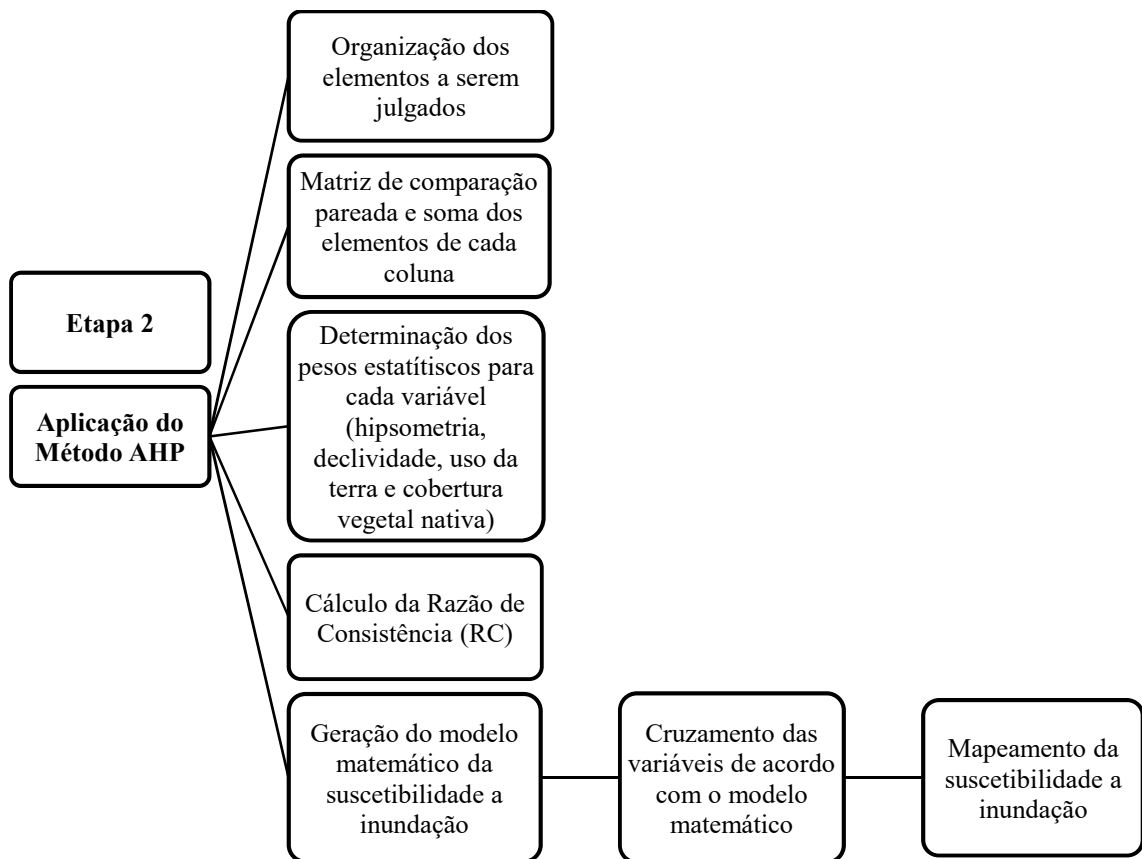 Etapa 2
Aplicação do
Método AHP
Organização dos
elementos a serem
julgados
Matriz de comparação
pareada e soma dos
elementos de cada
coluna
Determinação dos
pesos estatítiscos para
cada variável
(hipsometria,
declividade, uso da
terra e cobertura
vegetal nativa)
Cálculo da Razão de
Consistência (RC)
Geração do modelo
matemático da
suscetibilidade a
inundação
Cruzamento das
variáveis de acordo
com o modelo
matemático
Mapeamento da
suscetibilidade a
inundação